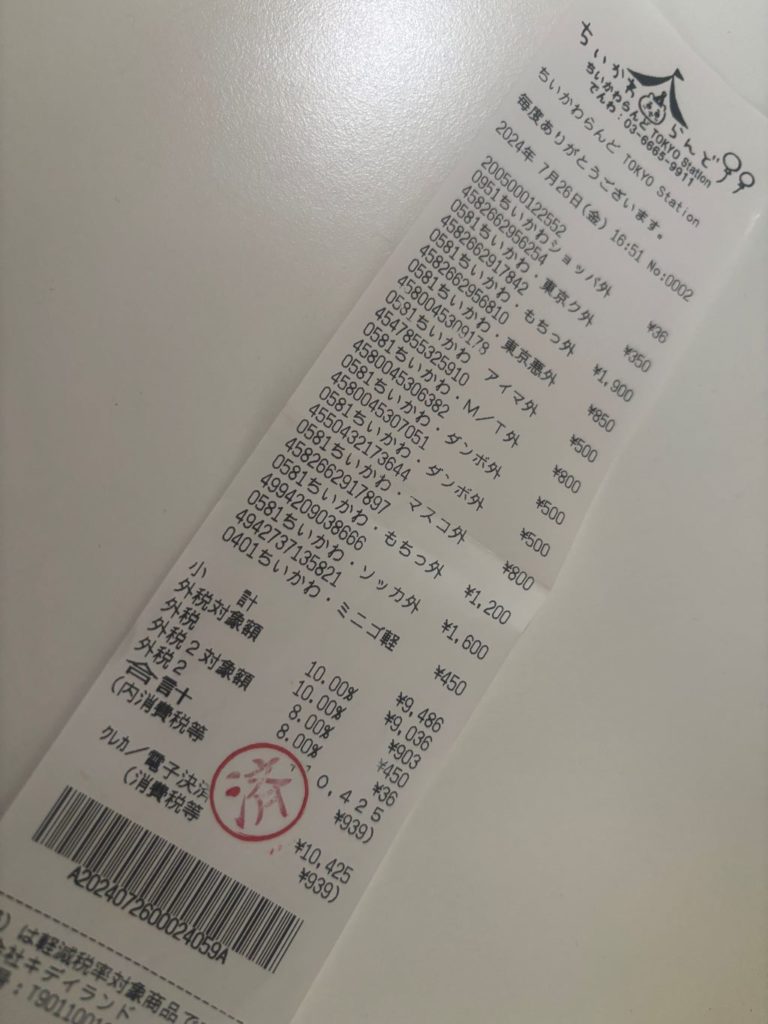 ちいかわらんど
ちいかわらんど TOKYO Station
でんわ：03-6665-9911
ちいかわらんど TOKYO Station
毎度ありがとうございます。
2024年 7月26日(金) 16:51 No:0002
2005000122552
0951ちいかわショッパ外 ¥36
4582662956254
0581ちいかわ・東京ク外 ¥350
4582662917842
0581ちいかわ・もちっ外 ¥1,900
4582662956810
0581ちいかわ・東京悪外 ¥850
4580045309178
0581ちいかわ アイマ外 ¥500
4547855325910
0581ちいかわ・M／T外 ¥800
4580045306382
0581ちいかわ・ダンボ外 ¥500
4580045307051
0581ちいかわ・ダンボ外 ¥500
4550432173644
0581ちいかわ・マスコ外 ¥800
4582662917897
0581ちいかわ・もちっ外 ¥1,200
4994209038666
0581ちいかわ・ソッカ外 ¥1,600
4942737135821
0401ちいかわ・ミニゴ軽 ¥450
小 計 ¥9,486
外税対象額 10.00% ¥9,036
外税 10.00% ¥903
外税２対象額 8.00% ¥450
外税２ 8.00% ¥36
合計 10,425
(内消費税等 ¥939)
済
クレカ／電子決済 ¥10,425
(消費税等 ¥939)
A2024072600024059A
は軽減税率対象商品で
会社キデイランド